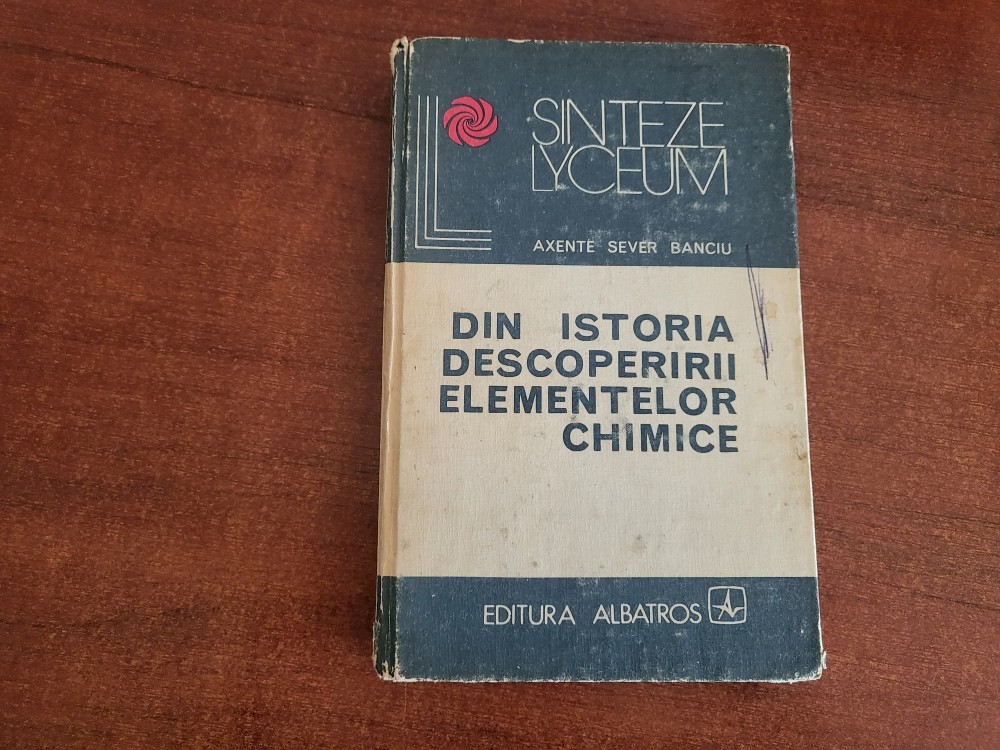 SINTEZE
LYCEUM
AXENTE SEVER BANCIU
DIN ISTORIA
DESCOPERIRII
ELEMENTELOR
CHIMICE
EDITURA ALBATROS